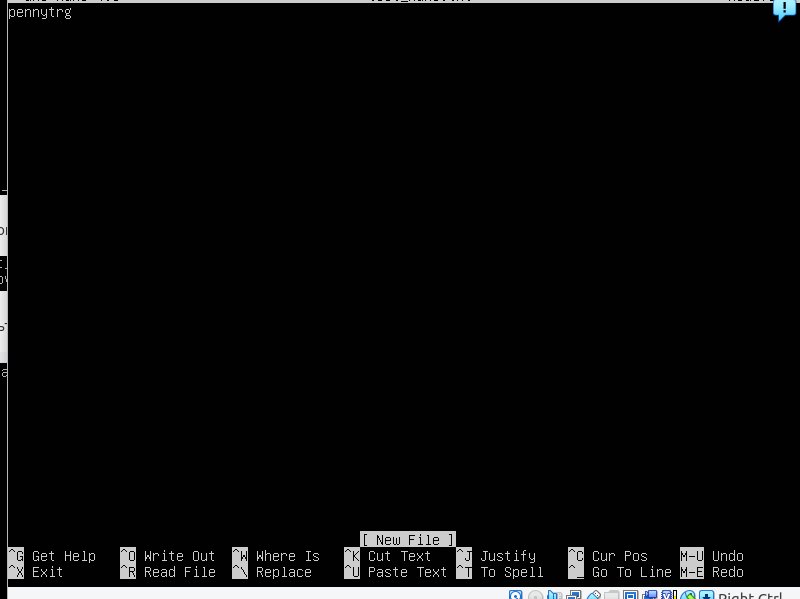 pennytrg
[ New File ]
^G Get Help ^O Write Out ^W Where Is ^K Cut Text ^J Justify ^C Cur Pos M-U Undo
^X Exit ^R Read File ^\ Replace ^U Paste Text ^T To Spell ^_ Go To Line M-E Redo
Right Ctrl